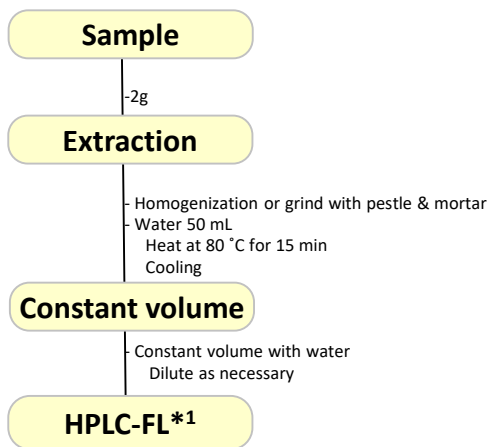 Sample
-2g
Extraction
- Homogenization or grind with pestle & mortar
- Water 50 mL
Heat at 80 ˚C for 15 min
Cooling
Constant volume
- Constant volume with water
Dilute as necessary
HPLC-FL*1